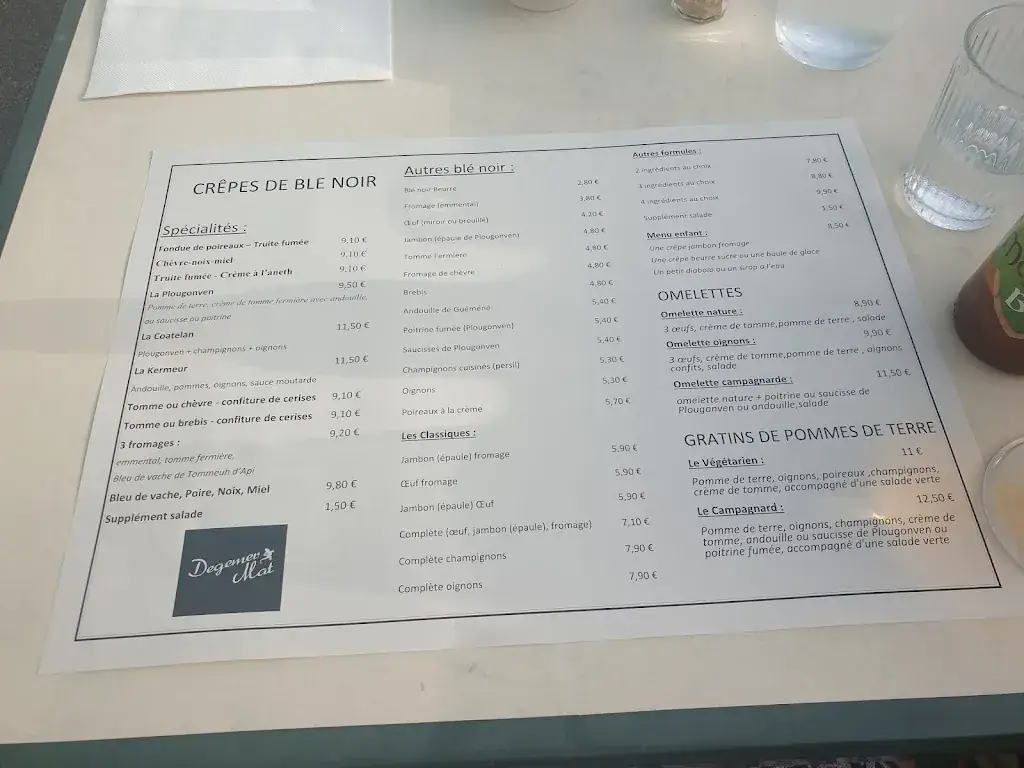 CRÊPES DE BLE NOIR
Spécialités :
Fondue de poireaux – Truite fumée 9,10 €
Chèvre-noix-miel 9,10 €
Truite fumée - Crème à l'aneth 9,10 €
La Plougonven 9,50 €
Pomme de terre, crème de tomme fermière avec andouille,
ou saucisse ou poitrine
La Coatelan 11,50 €
Plougonven + champignons + oignons
La Kermeur 11,50 €
Andouille, pommes, oignons, sauce moutarde
Tomme ou chèvre - confiture de cerises 9,10 €
Tomme ou brebis - confiture de cerises 9,10 €
3 fromages : 9,20 €
emmental, tomme fermière,
Bleu de vache de Tommeuh d'Api
Bleu de vache, Poire, Noix, Miel 9,80 €
Supplément salade 1,50 €
Degemer
Mat
Autres blé noir :
Blé noir Beurre 2,80 €
Fromage (emmental) 3,80 €
Œuf (miroir ou brouillé) 4,20 €
Jambon (épaule de Plougonven) 4,80 €
Tomme fermière 4,80 €
Fromage de chèvre 4,80 €
Brebis 4,80 €
Andouille de Guéméné 5,40 €
Poitrine fumée (Plougonven) 5,40 €
Saucisses de Plougonven 5,40 €
Champignons cuisinés (persil) 5,30 €
Oignons 5,30 €
Poireaux à la crème 5,70 €
Les Classiques :
Jambon (épaule) fromage 5,90 €
Œuf fromage 5,90 €
Jambon (épaule) Œuf 5,90 €
Complète (œuf, jambon (épaule), fromage) 7,10 €
Complète champignons 7,90 €
Complète oignons 7,90 €
Autres formules :
2 ingrédients au choix 7,80 €
3 ingrédients au choix 8,80 €
4 ingrédients au choix 9,90 €
Supplément salade 1,50 €
Menu enfant : 8,50 €
Une crêpe jambon fromage
Une crêpe beurre sucre ou une boule de glace
Un petit diabolo ou un sirop à l'eau
OMELETTES
Omelette nature : 8,90 €
3 œufs, crème de tomme,pomme de terre , salade
Omelette oignons : 9,90 €
3 œufs, crème de tomme,pomme de terre , oignons
confits, salade
Omelette campagnarde : 11,50 €
omelette nature + poitrine ou saucisse de
Plougonven ou andouille,salade
GRATINS DE POMMES DE TERRE
Le Végétarien : 11 €
Pomme de terre, oignons, poireaux ,champignons,
crème de tomme, accompagné d'une salade verte
Le Campagnard : 12,50 €
Pomme de terre, oignons, champignons, crème de
tomme, andouille ou saucisse de Plougonven ou
poitrine fumée, accompagné d'une salade verte